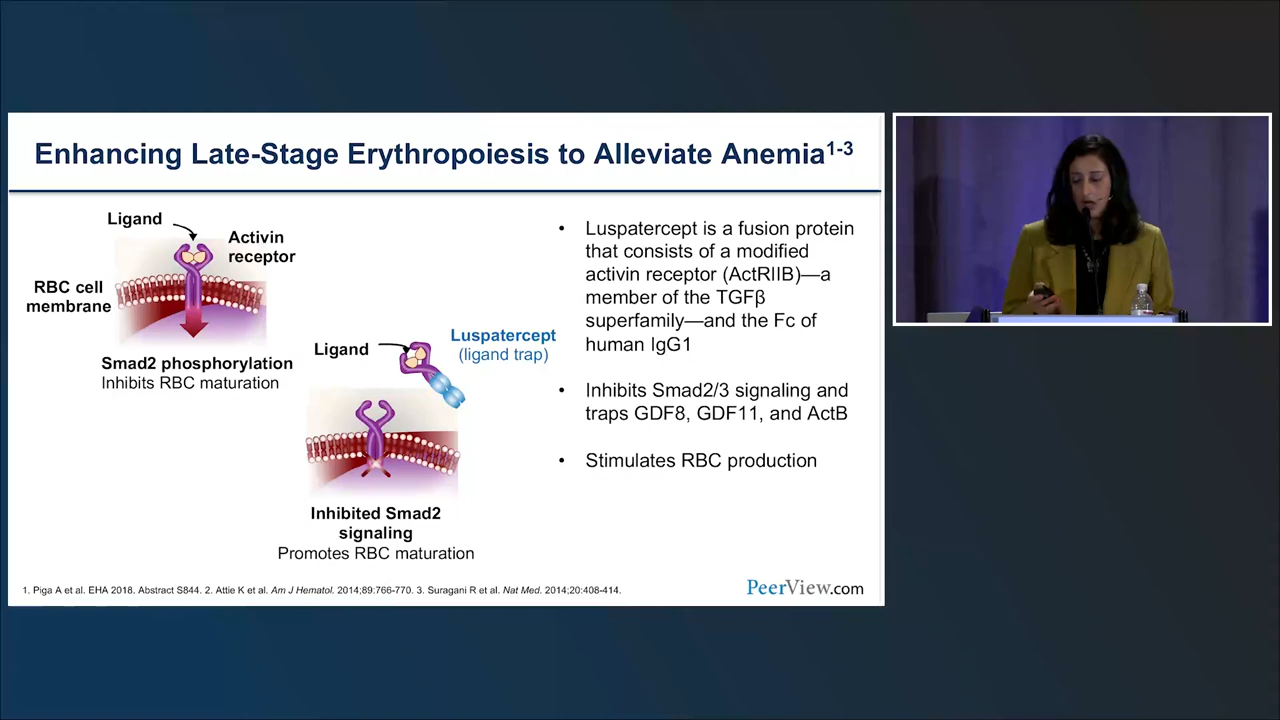 Enhancing Late-Stage Erythropoiesis to Alleviate Anemia1-3
Ligand
Activin
receptor
RBC cell
membrane
Smad2 phosphorylation
Inhibits RBC maturation
Ligand
Luspatercept
(ligand trap)
Inhibited Smad2
signaling
Promotes RBC maturation
• Luspatercept is a fusion protein
that consists of a modified
activin receptor (ActRIIB)—a
member of the TGFβ
superfamily—and the Fc of
human IgG1
• Inhibits Smad2/3 signaling and
traps GDF8, GDF11, and ActB
• Stimulates RBC production
1. Piga A et al. EHA 2018. Abstract S844. 2. Attie K et al. Am J Hematol. 2014;89:766-770. 3. Suragani R et al. Nat Med. 2014;20:408-414.
PeerView.com